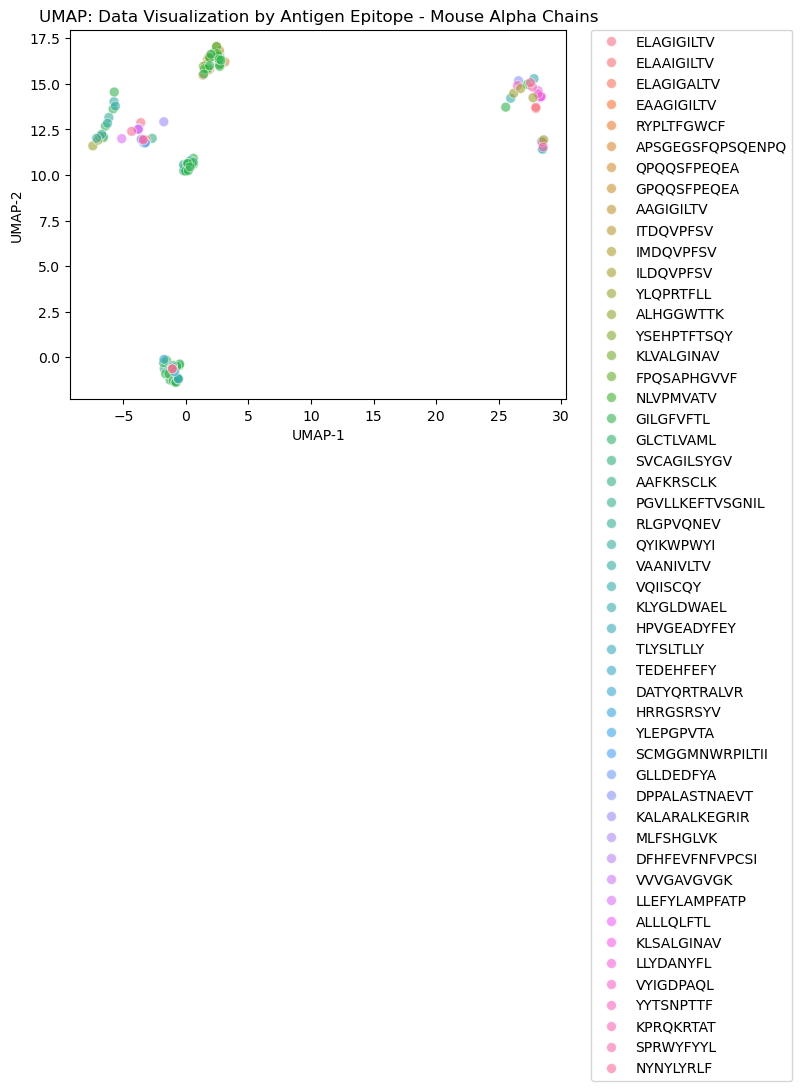 UMAP: Data Visualization by Antigen Epitope - Mouse Alpha Chains
17.5
15.0
12.5
10.0
7.5
5.0
2.5
0.0
UMAP-2
−5
0
5
10
15
20
25
30
UMAP-1
ELAGIGILTV
ELAAIGILTV
ELAGIGALTV
EAAGIGILTV
RYPLTFGWCF
APSGEGSFQPSQENPQ
QPQQSFPEQEA
GPQQSFPEQEA
AAGIGILTV
ITDQVPFSV
IMDQVPFSV
ILDQVPFSV
YLQPRTFLL
ALHGGWTTK
YSEHPTFTSQY
KLVALGINAV
FPQSAPHGVVF
NLVPMVATV
GILGFVFTL
GLCTLVAML
SVCAGILSYGV
AAFKRSCLK
PGVLLKEFTVSGNIL
RLGPVQNEV
QYIKWPWYI
VAANIVLTV
VQIISCQY
KLYGLDWAEL
HPVGEADYFEY
TLYSLTLLY
TEDEHFEFY
DATYQRTRALVR
HRRGSRSYV
YLEPGPVTA
SCMGGMNWRPILTII
GLLDEDFYA
DPPALASTNAEVT
KALARALKEGRIR
MLFSHGLVK
DFHFEVFNFVPCSI
VVVGAVGVGK
LLEFYLAMPFATP
ALLLQLFTL
KLSALGINAV
LLYDANYFL
VYIGDPAQL
YYTSNPTTF
KPRQKRTAT
SPRWYFYYL
NYNYLYRLF